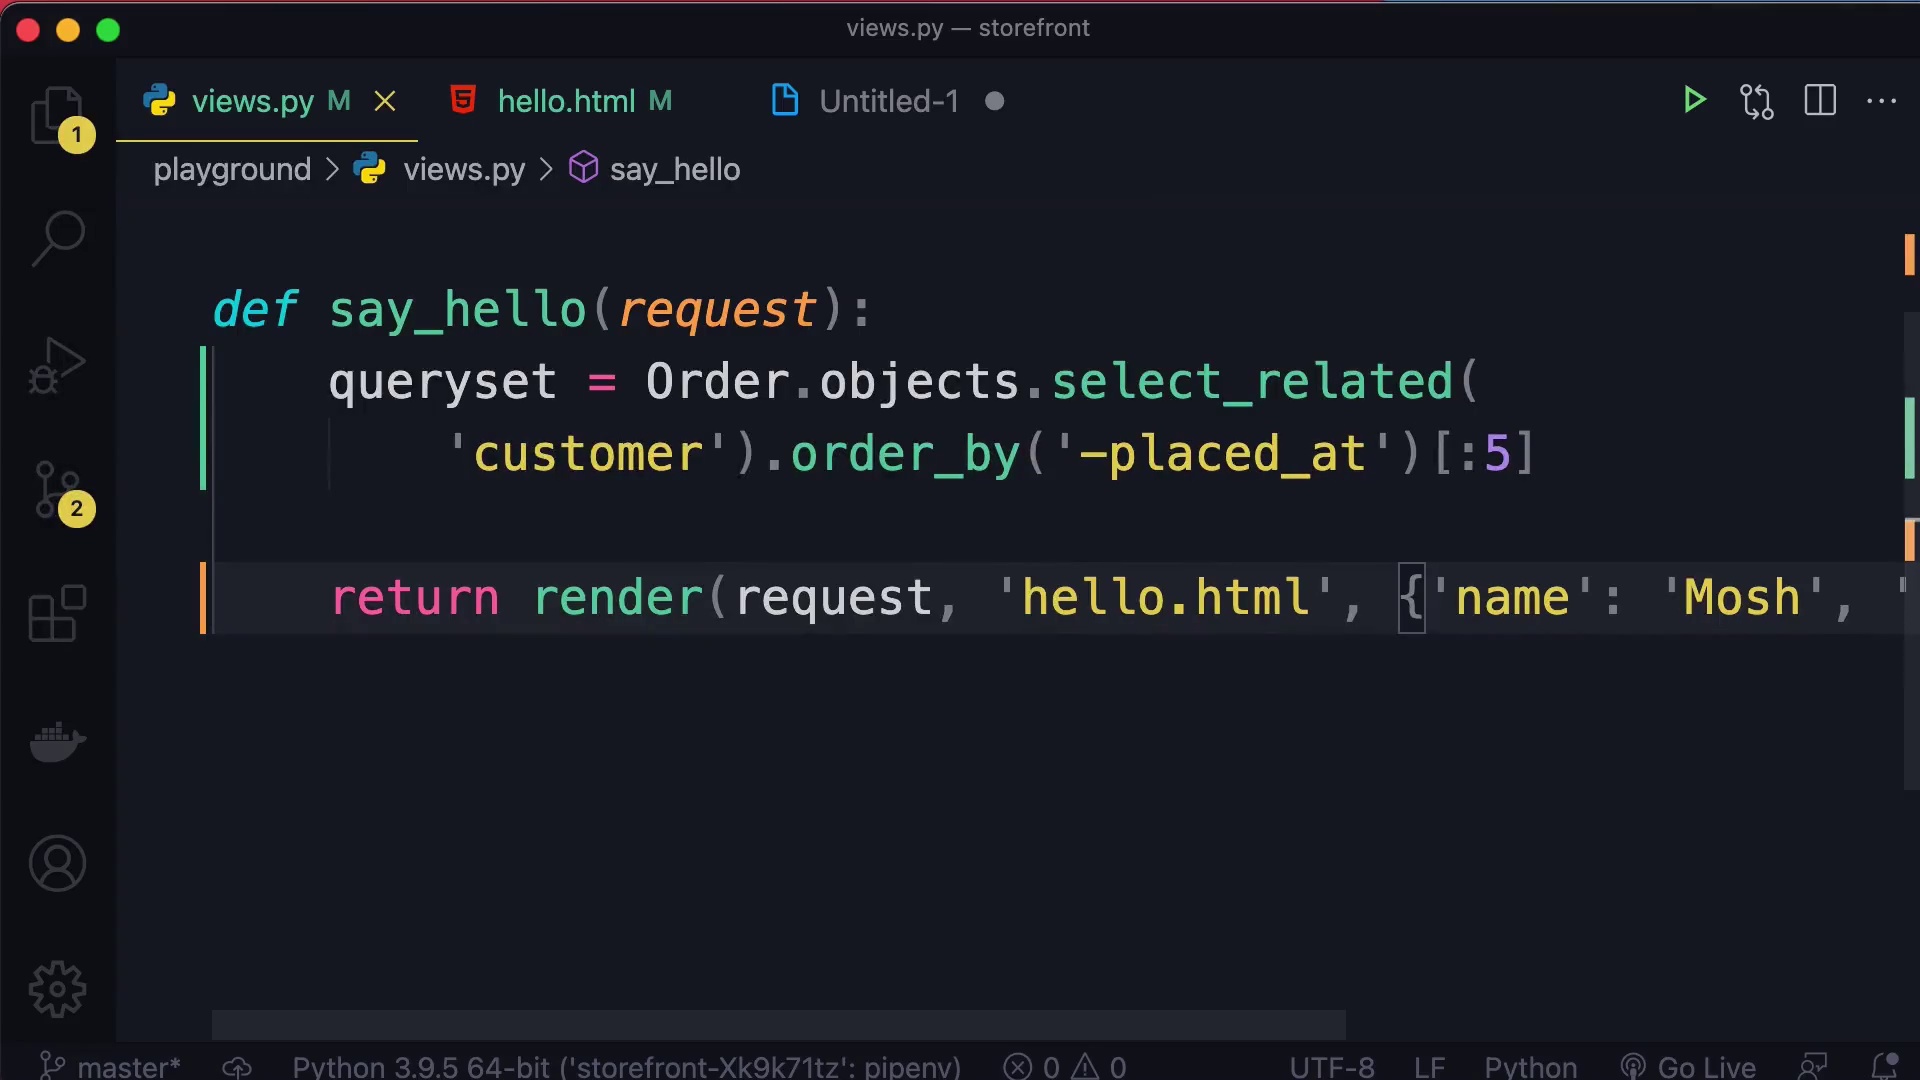 views.py — storefront
views.py M hello.html M Untitled-1
1
playground > views.py > say_hello
def say_hello(request):
queryset = Order.objects.select_related(
'customer').order_by('-placed_at')[:5]
2
return render(request, 'hello.html', {'name': 'Mosh', '
master* Python 3.9.5 64-bit ('storefront-Xk9k71tz': pipenv) 0 0 UTF-8 LF Python Go Live